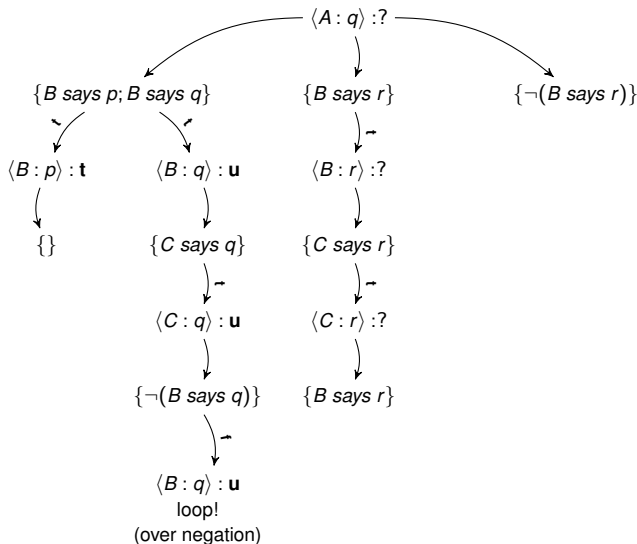 ⟨A : q⟩ :?
{B says p; B says q} {B says r} {¬(B says r)}
t t t
⟨B : p⟩ : t ⟨B : q⟩ : u ⟨B : r⟩ :?
{} {C says q} {C says r}
t t
⟨C : q⟩ : u ⟨C : r⟩ :?
{¬(B says q)} {B says r}
t
⟨B : q⟩ : u
loop!
(over negation)